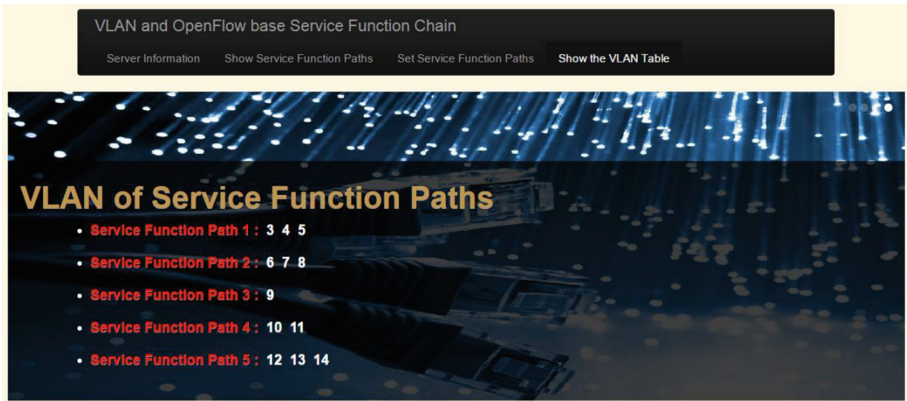 VLAN and OpenFlow base Service Function Chain
Server Information Show Service Function Paths Set Service Function Paths Show the VLAN Table
VLAN of Service Function Paths
• Service Function Path 1 : 3 4 5
• Service Function Path 2 : 6 7 8
• Service Function Path 3 : 9
• Service Function Path 4 : 10 11
• Service Function Path 5 : 12 13 14